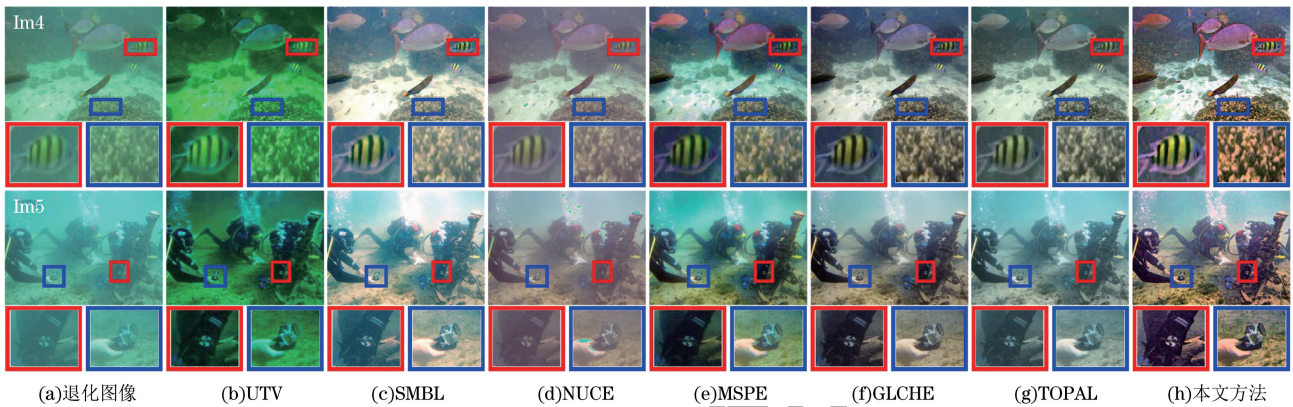 Im4
Im5
(a)退化图像 (b)UTV (c)SMBL (d)NUCE (e)MSPE (f)GLCHE (g)TOPAL (h)本文方法